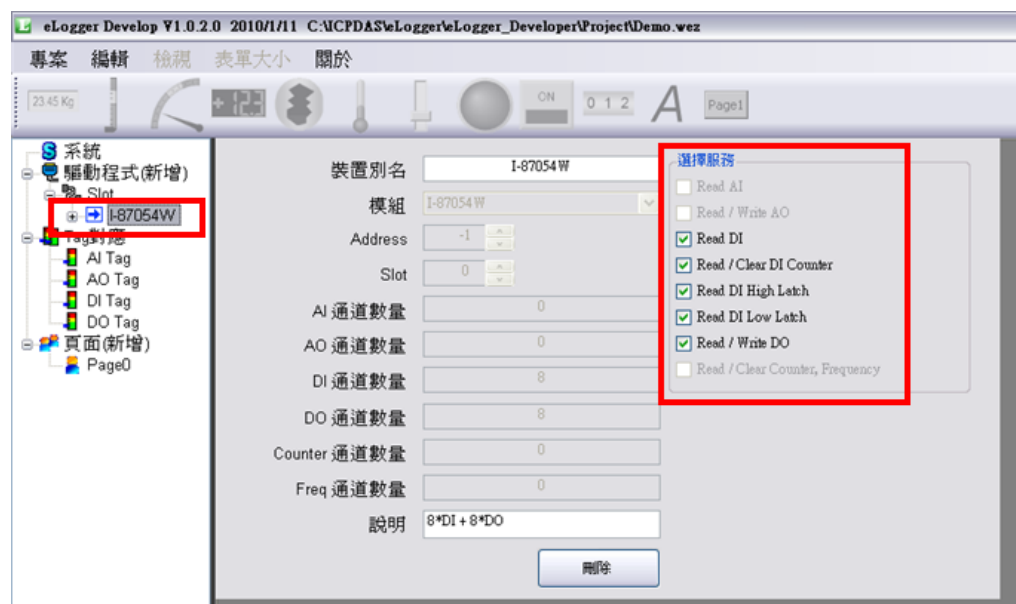 eLogger Develop V1.0.2.0 2010/1/11 C:\ICPDAS\eLogger\eLogger_Developer\Project\Demo.wez
專案 編輯 檢視 表單大小 關於
23.45 Kg +123 ON 0 1 2 A Page1
系統
驅動程式(新增)
Slot
I-87054W
Tag對應
AI Tag
AO Tag
DI Tag
DO Tag
頁面(新增)
Page0
裝置別名 I-87054W
模組 I-87054W
Address -1
Slot 0
AI 通道數量 0
AO 通道數量 0
DI 通道數量 8
DO 通道數量 8
Counter 通道數量 0
Freq 通道數量 0
說明 8*DI + 8*DO
刪除
選擇服務
Read AI
Read / Write AO
Read DI
Read / Clear DI Counter
Read DI High Latch
Read DI Low Latch
Read / Write DO
Read / Clear Counter, Frequency